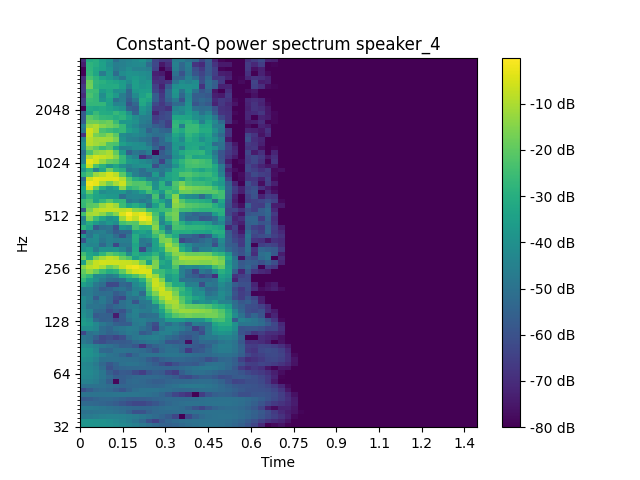 Constant-Q power spectrum speaker_4
Hz
2048
1024
512
256
128
64
32
0 0.15 0.3 0.45 0.6 0.75 0.9 1.1 1.2 1.4
Time
-10 dB
-20 dB
-30 dB
-40 dB
-50 dB
-60 dB
-70 dB
-80 dB